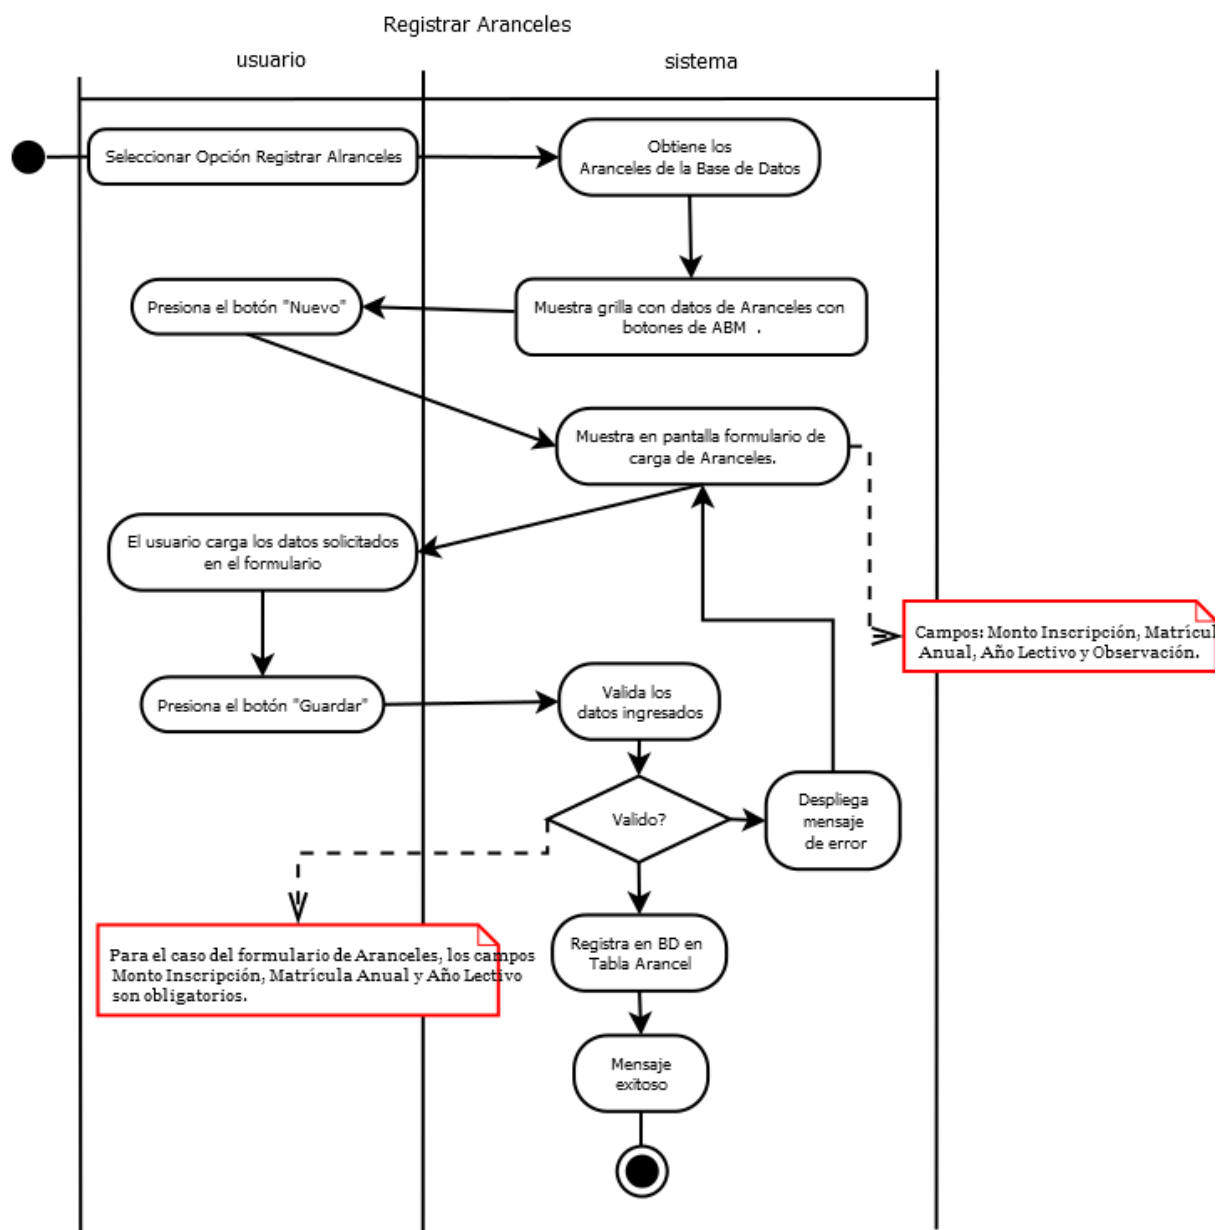 Registrar Aranceles
usuario
sistema
Seleccionar Opción Registrar Alranceles
Obtiene los
Aranceles de la Base de Datos
Presiona el botón "Nuevo"
Muestra grilla con datos de Aranceles con
botones de ABM .
Muestra en pantalla formulario de
carga de Aranceles.
El usuario carga los datos solicitados
en el formulario
Campos: Monto Inscripción, Matrícul
Anual, Año Lectivo y Observación.
Presiona el botón "Guardar"
Valida los
datos ingresados
Valido?
Despliega
mensaje
de error
Para el caso del formulario de Aranceles, los campos
Monto Inscripción, Matrícula Anual y Año Lectivo
son obligatorios.
Registra en BD en
Tabla Arancel
Mensaje
exitoso